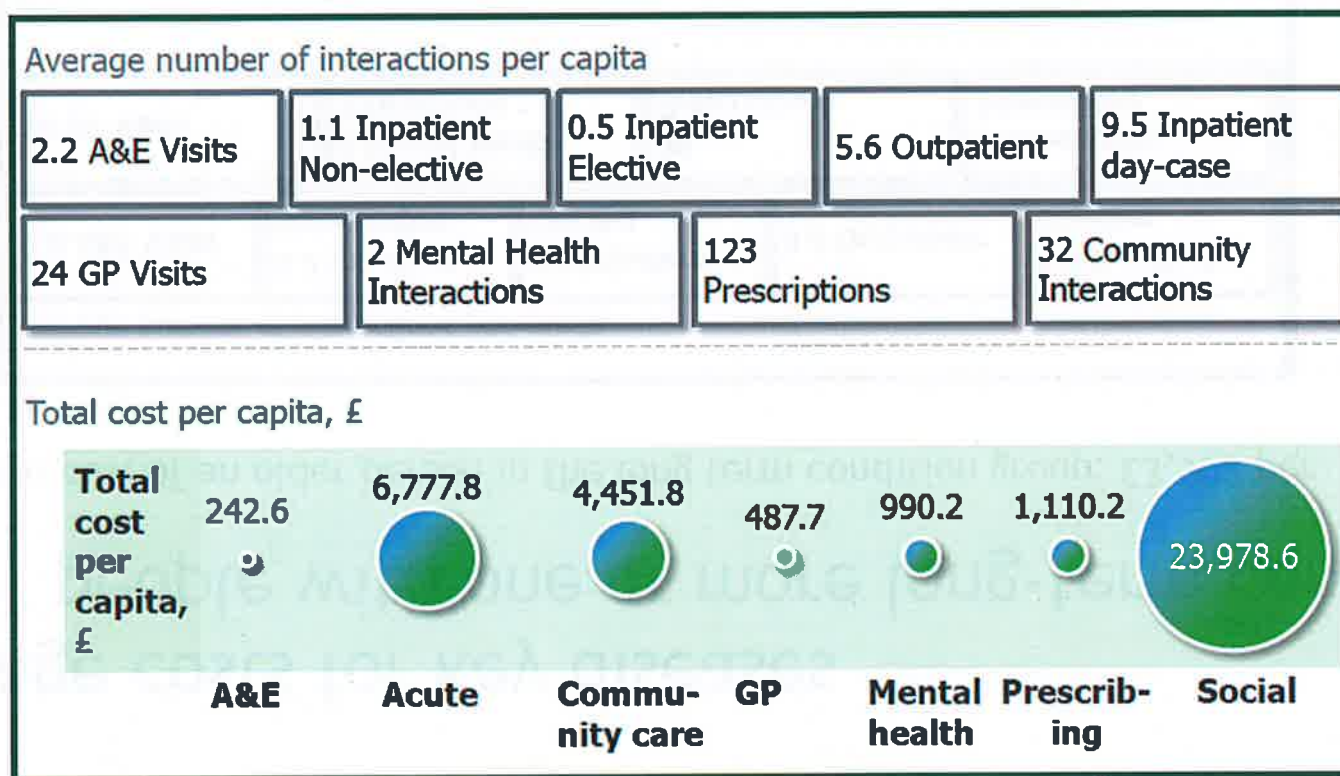 Average number of interactions per capita
2.2 A&E Visits
1.1 Inpatient
Non-elective
0.5 Inpatient
Elective
5.6 Outpatient
9.5 Inpatient
day-case
24 GP Visits
2 Mental Health
Interactions
123
Prescriptions
32 Community
Interactions
Total cost per capita, £
Total
cost
per
capita,
£
242.6
6,777.8
4,451.8
487.7
990.2
1,110.2
23,978.6
A&E
Acute
Commu-
nity care
GP
Mental
health
Prescrib-
ing
Social